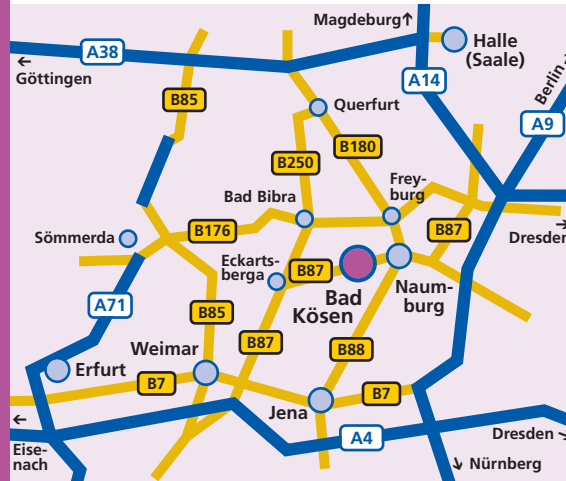 Magdeburg↑
Halle
(Saale)
A38
←
Göttingen
A14
Berlin→
B85
Querfurt
A9
B180
B250
Frey-
burg
Bad Bibra
B176
B87
Sömmerda
→
Dresden
Eckarts-
berga
B87
Naum-
burg
Bad
Kösen
A71
B85
Weimar
B87
B88
Erfurt
B7
B7
Jena
←
Eise-
nach
A4
Dresden→
↓ Nürnberg